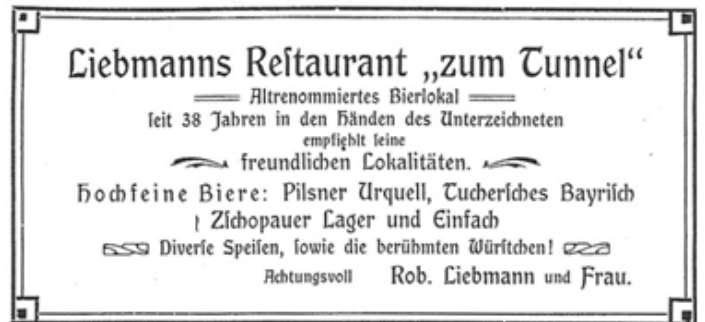 Liebmanns Reſtaurant „zum Tunnel“
Altrenommiertes Bierlokal
ſeit 38 Jahren in den Händen des Unterzeichneten
empfiehlt ſeine
freundlichen Lokalitäten.
Hochfeine Biere: Pilsner Urquell, Tucherſches Bayriſch
Zſchopauer Lager und Einfach
Diverſe Speiſen, ſowie die berühmten Würſtchen!
Achtungsvoll Rob. Liebmann und Frau.